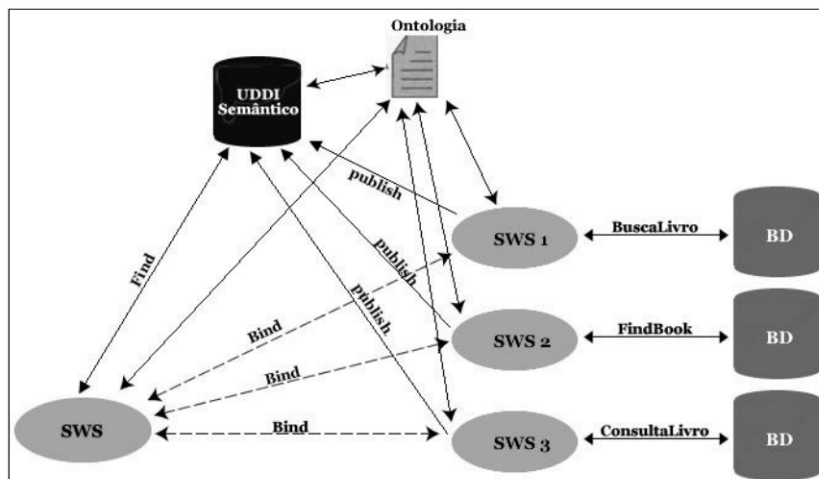 Ontologia
UDDI
Semântico
publish
SWS 1
BuscaLivro
BD
Find
publish
publish
Bind
SWS 2
FindBook
BD
Bind
SWS
Bind
SWS 3
ConsultaLivro
BD